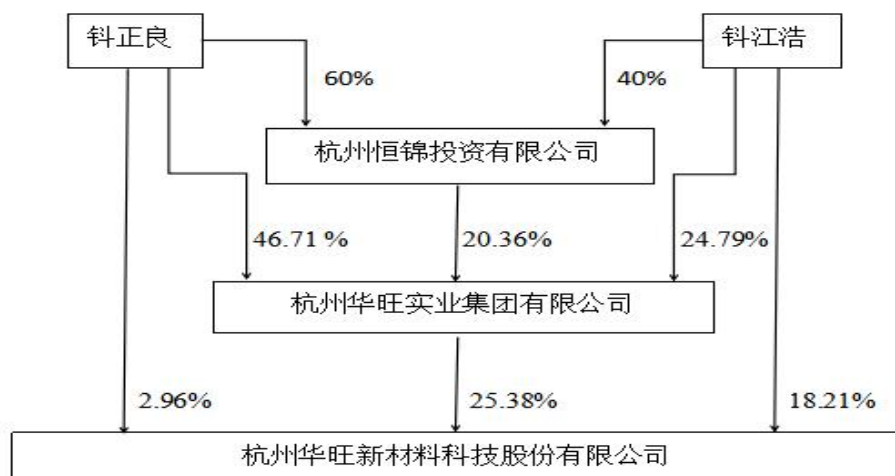 钭正良
钭江浩
60%
40%
杭州恒锦投资有限公司
46.71 %
20.36%
24.79%
杭州华旺实业集团有限公司
2.96%
25.38%
18.21%
杭州华旺新材料科技股份有限公司